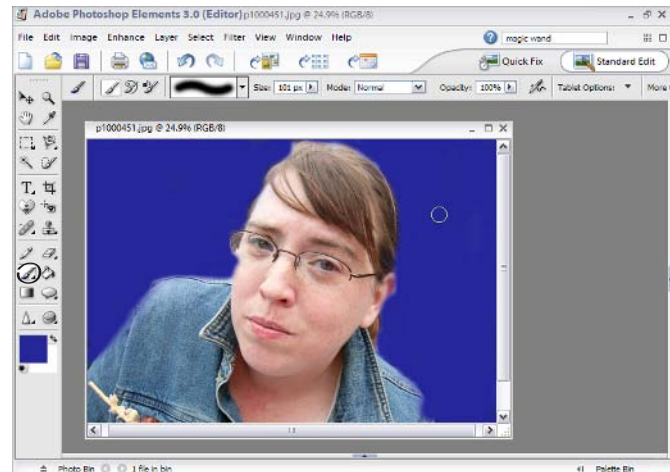 Adobe Photoshop Elements 3.0 (Editor) p1000451.jpg @ 24.9% (RGB/8)
File Edit Image Enhance Layer Select Filter View Window Help magic wand
Quick Fix Standard Edit
Size: 101 px Mode: Normal Opacity: 100% Tablet Options: More
p1000451.jpg @ 24.9% (RGB/8)
T
Photo Bin 1 file in bin Palette Bin